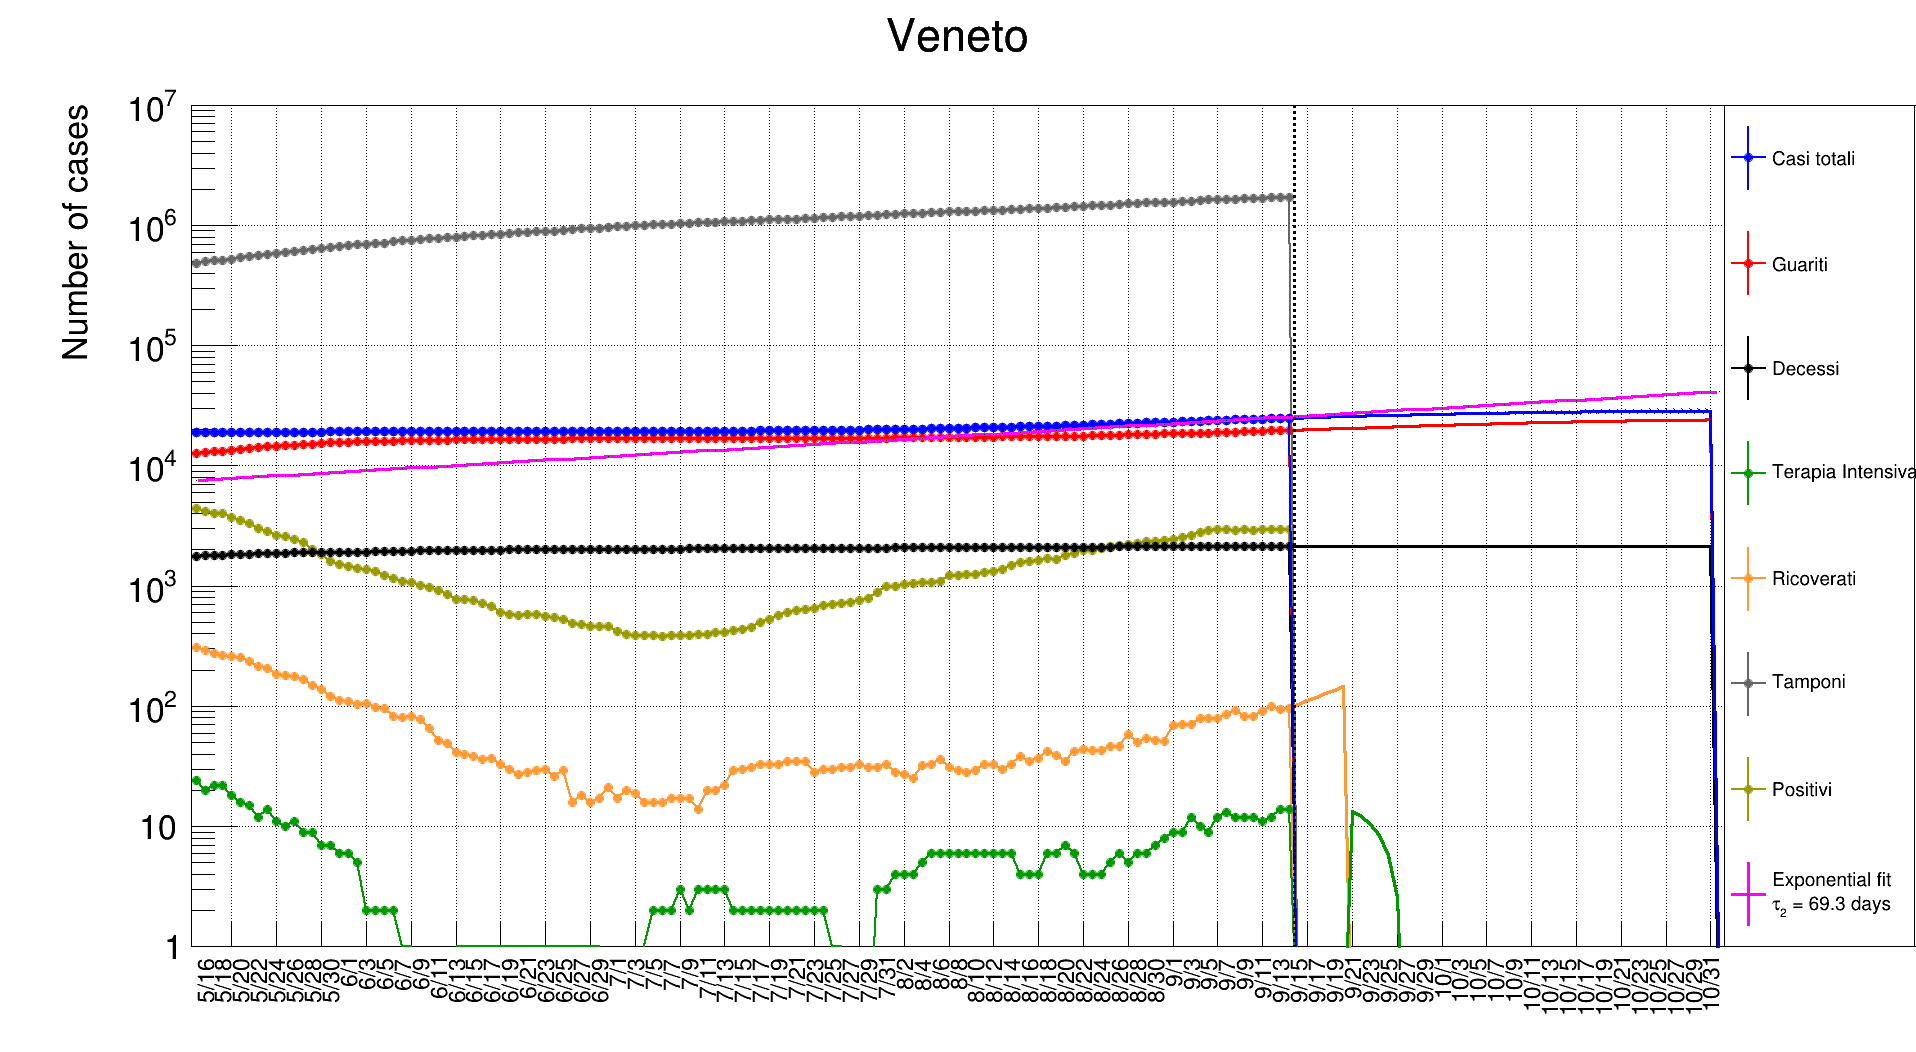 Veneto
Number of cases
10^7
10^6
10^5
10^4
10^3
10^2
10
1
5/16 5/18 5/20 5/22 5/24 5/26 5/28 5/30 6/1 6/3 6/5 6/7 6/9 6/11 6/13 6/15 6/17 6/19 6/21 6/23 6/25 6/27 6/29 7/1 7/3 7/5 7/7 7/9 7/11 7/13 7/15 7/17 7/19 7/21 7/23 7/25 7/27 7/29 7/31 8/2 8/4 8/6 8/8 8/10 8/12 8/14 8/16 8/18 8/20 8/22 8/24 8/26 8/28 8/30 9/1 9/3 9/5 9/7 9/9 9/11 9/13 9/15 9/17 9/19 9/21 9/23 9/25 9/27 9/29 10/1 10/3 10/5 10/7 10/9 10/11 10/13 10/15 10/17 10/19 10/21 10/23 10/25 10/27 10/29 10/31
Casi totali
Guariti
Decessi
Terapia Intensiva
Ricoverati
Tamponi
Positivi
Exponential fit
τ_2 = 69.3 days